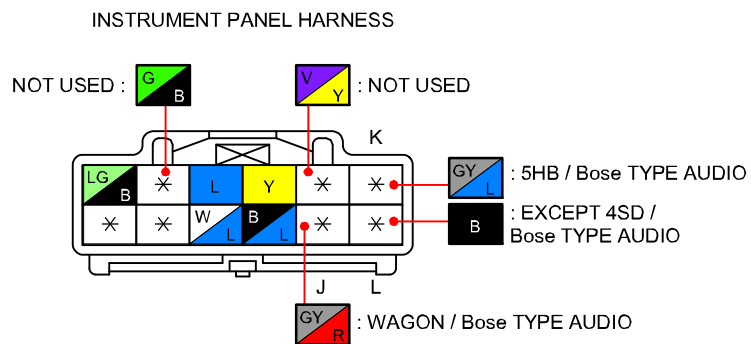 INSTRUMENT PANEL HARNESS
NOT USED : G B
V Y : NOT USED
K
LG B * L Y * *
GY L : 5HB / Bose TYPE AUDIO
* * W L B L * *
B : EXCEPT 4SD /
Bose TYPE AUDIO
J L
GY R : WAGON / Bose TYPE AUDIO